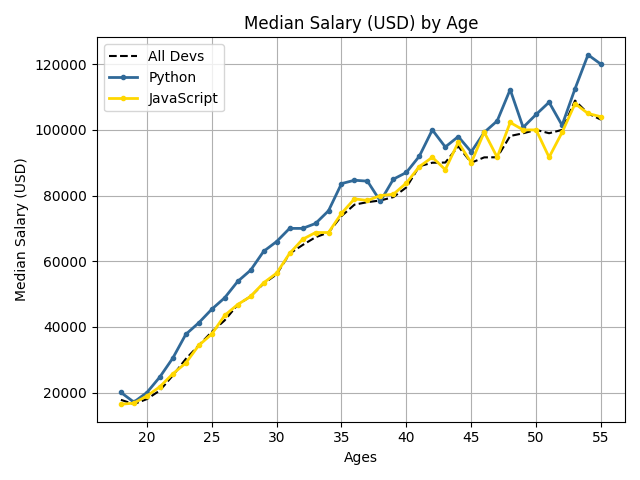 Median Salary (USD) by Age
All Devs
Python
JavaScript
Median Salary (USD)
120000
100000
80000
60000
40000
20000
20 25 30 35 40 45 50 55
Ages